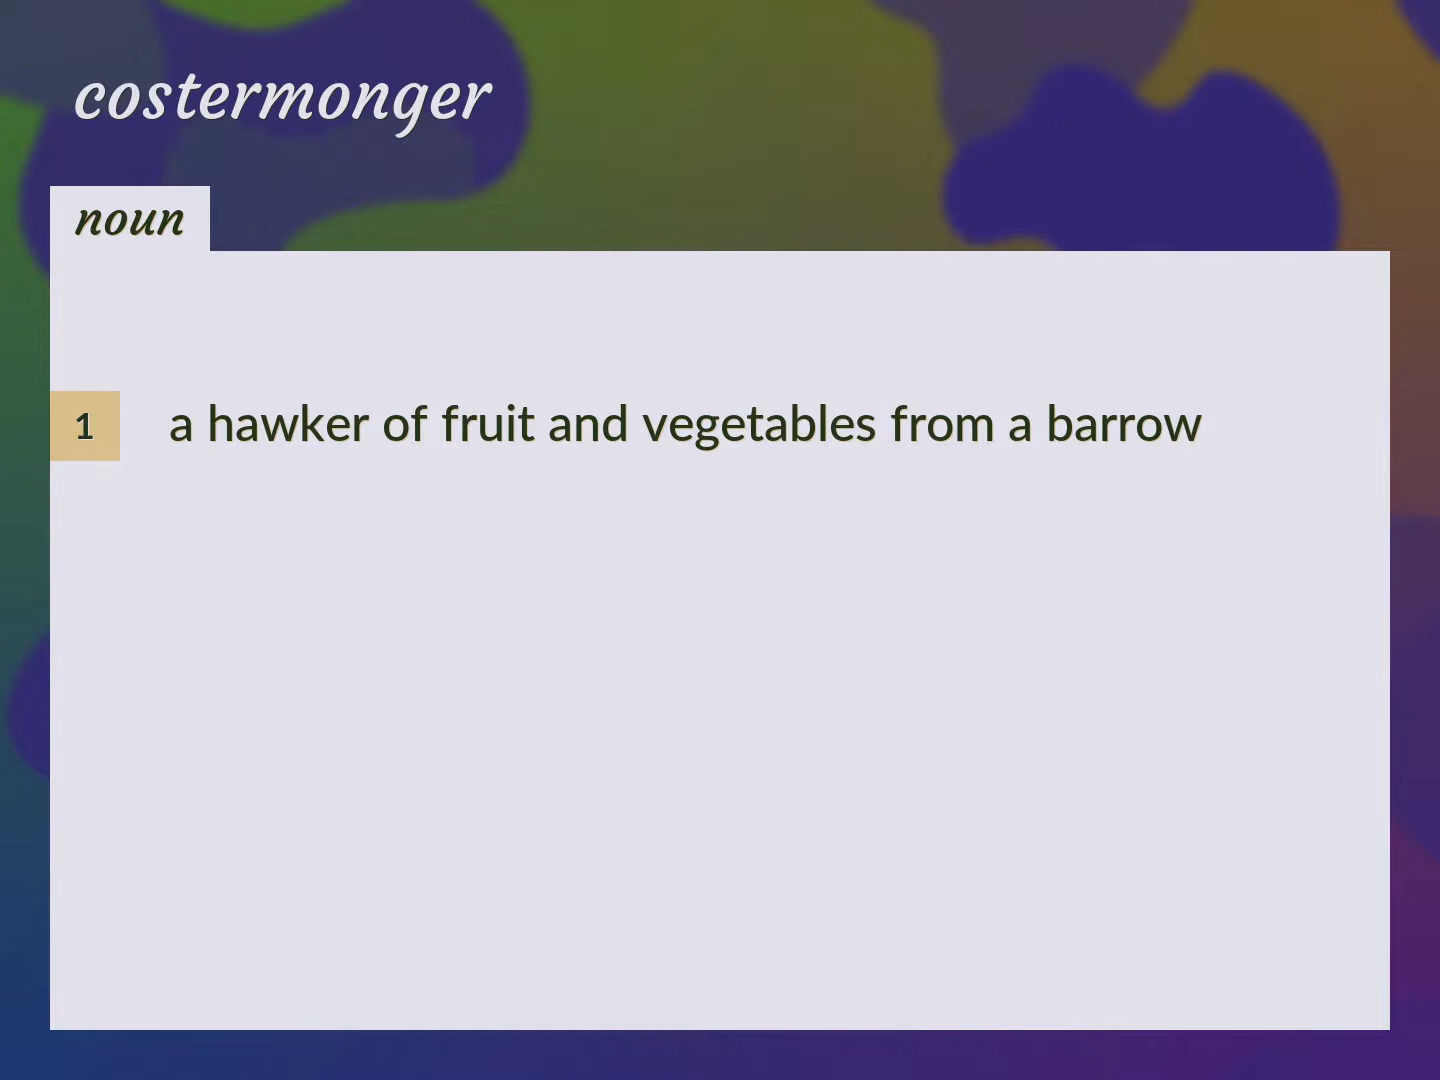 costermonger
noun
1 a hawker of fruit and vegetables from a barrow